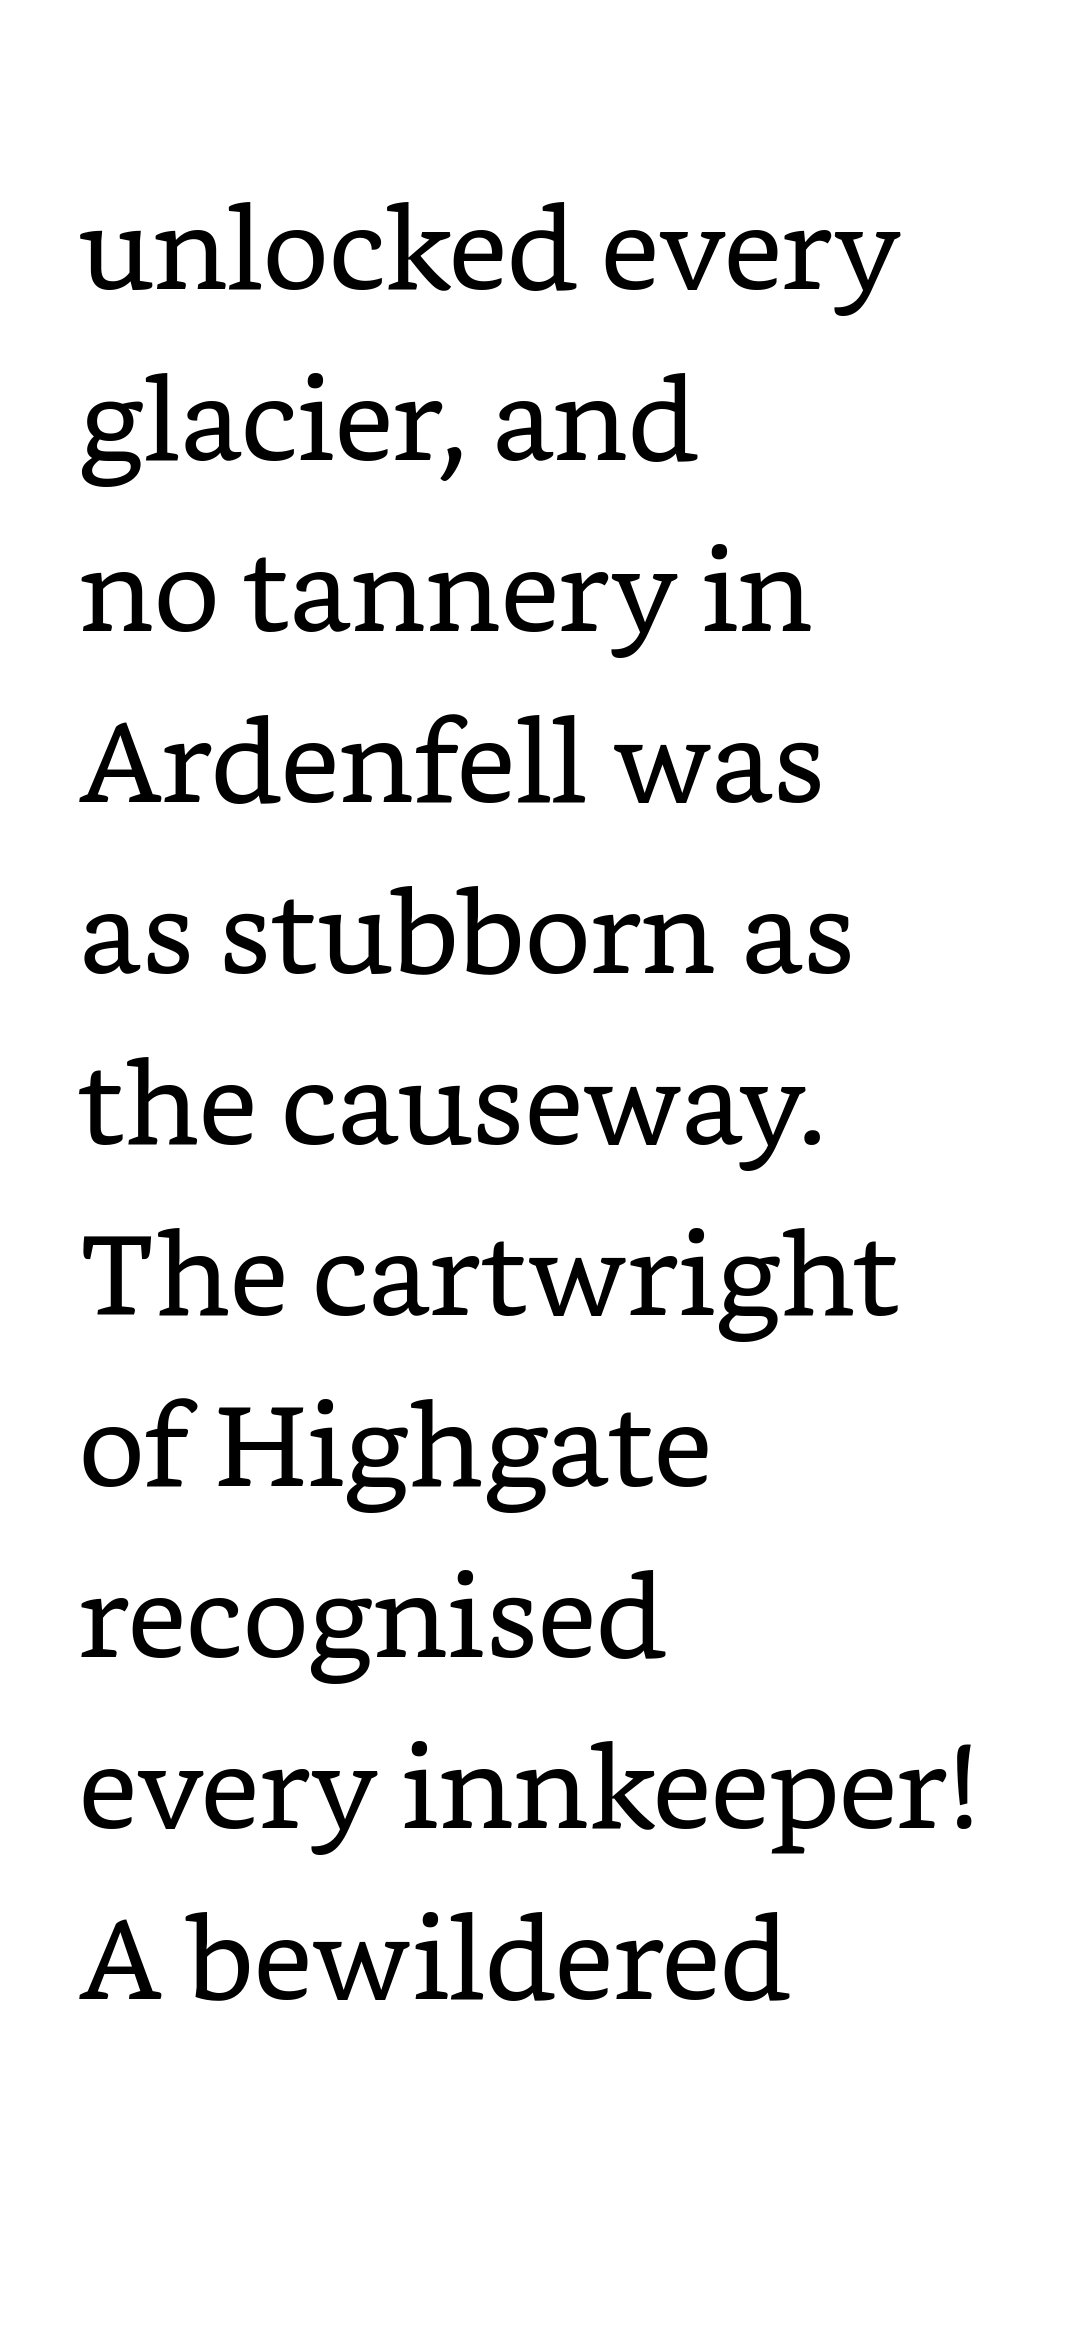 unlocked every
glacier, and
no tannery in
Ardenfell was
as stubborn as
the causeway.
The cartwright
of Highgate
recognised
every innkeeper!
A bewildered